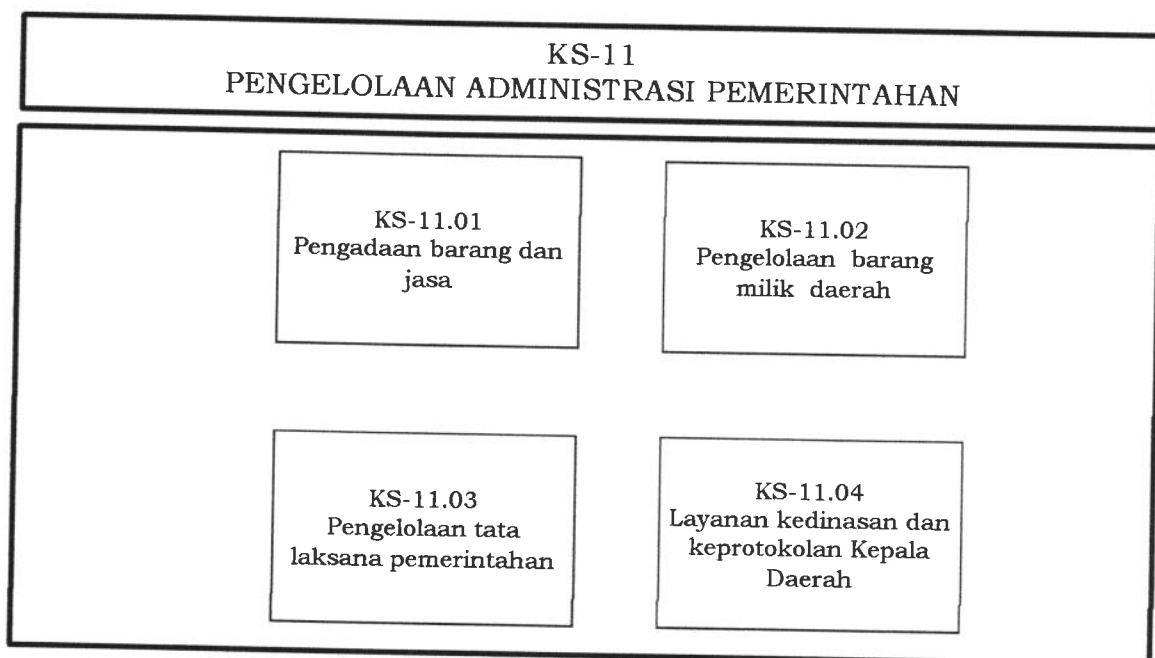 KS-11
PENGELOLAAN ADMINISTRASI PEMERINTAHAN
KS-11.01
Pengadaan barang dan
jasa
KS-11.02
Pengelolaan barang
milik daerah
KS-11.03
Pengelolaan tata
laksana pemerintahan
KS-11.04
Layanan kedinasan dan
keprotokolan Kepala
Daerah